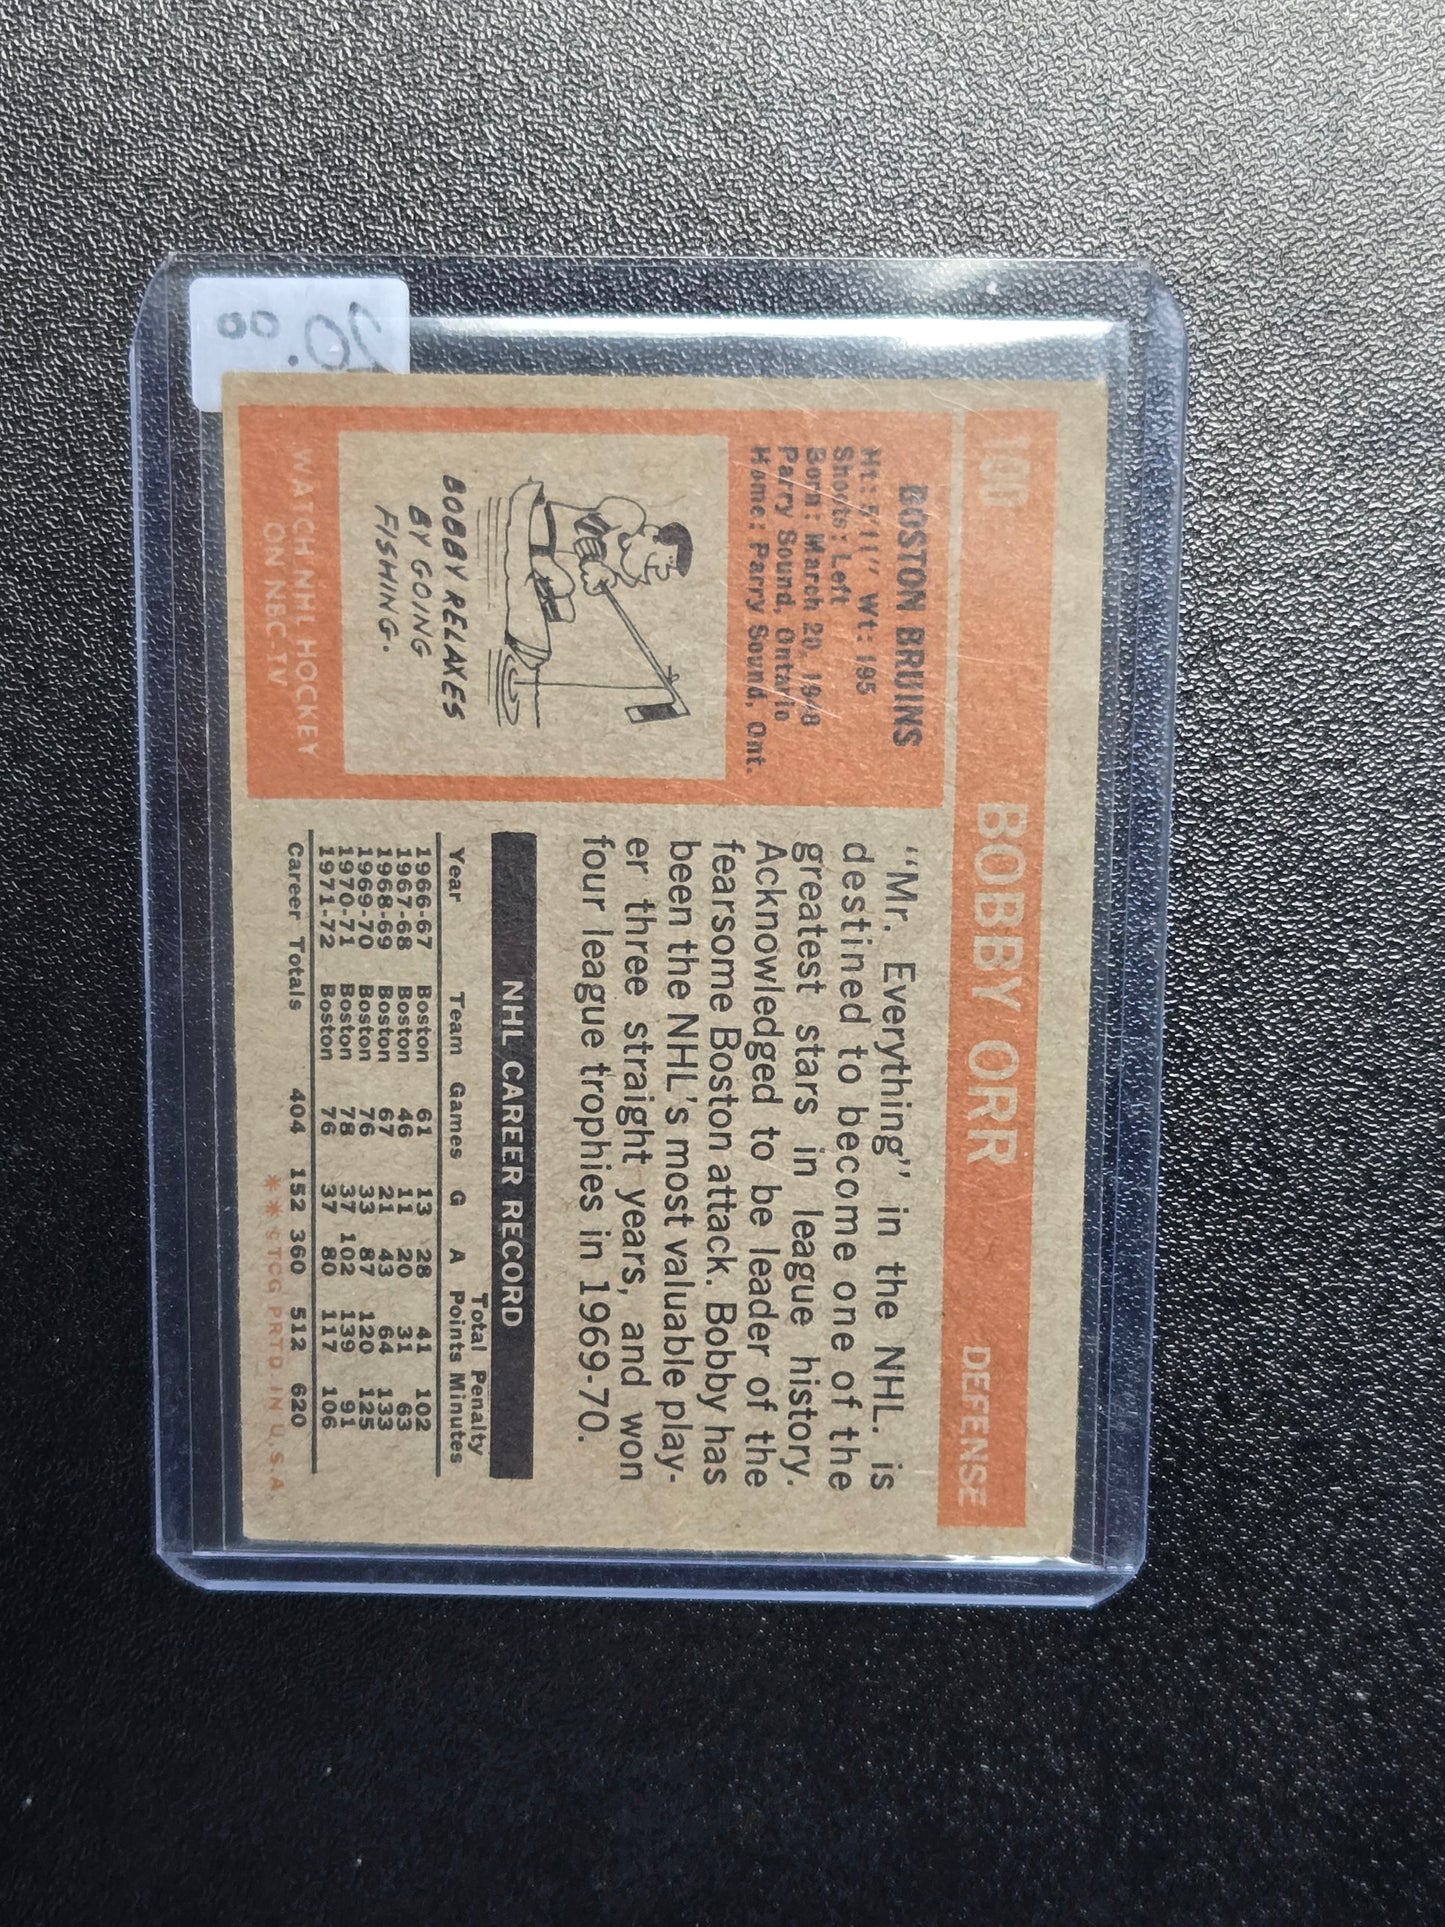 100 BOBBY ORR DEFENSE
BOSTON BRUINS
Ht: 5'11" Wt: 195
Shoots: Left
Born: March 20, 1948
Parry Sound, Ontario
Home: Parry Sound, Ont.
BOBBY RELAXES
BY GOING
FISHING.
WATCH NHL HOCKEY
ON NBC-TV
"Mr. Everything" in the NHL. is
destined to become one of the
greatest stars in league history.
Acknowledged to be leader of the
fearsome Boston attack. Bobby has
been the NHL's most valuable play-
er three straight years, and won
four league trophies in 1969-70.
NHL CAREER RECORD
Total Penalty
Year Team Games G A Points Minutes
1966-67 Boston 61 13 28 41 102
1967-68 Boston 46 11 20 31 63
1968-69 Boston 67 21 43 64 133
1969-70 Boston 76 33 87 120 125
1970-71 Boston 78 37 102 139 91
1971-72 Boston 76 37 80 117 106
Career Totals 404 152 360 512 620
**©TCG PRTD IN U.S.A.